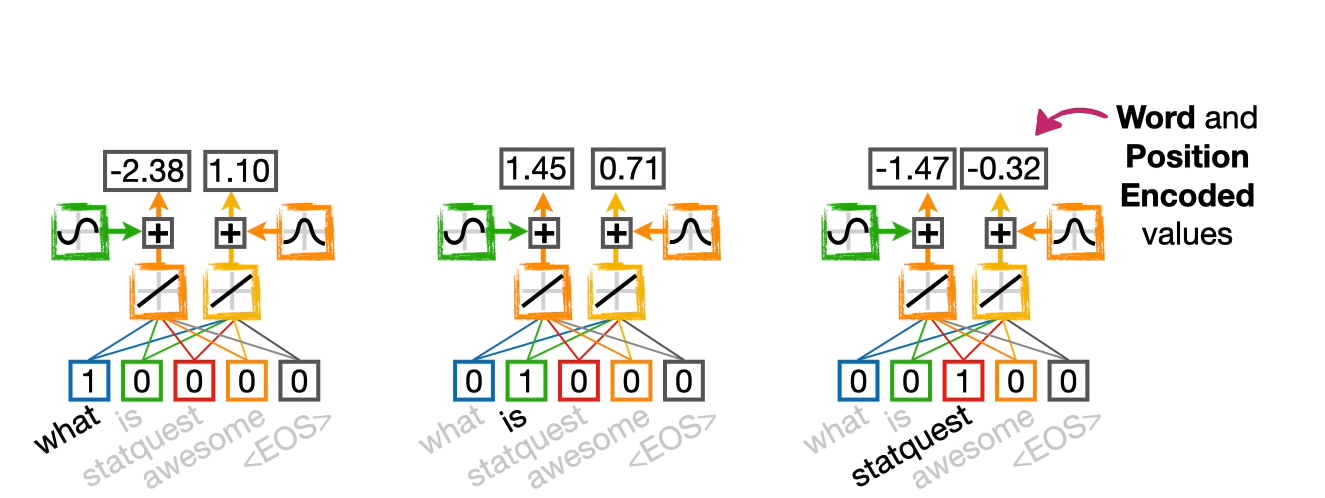 Word and
Position
Encoded
values
-2.38 1.10
1.45 0.71
-1.47 -0.32
+ +
+ +
+ +
1 0 0 0 0
0 1 0 0 0
0 0 1 0 0
what is statquest awesome <EOS>
what is statquest awesome <EOS>
what is statquest awesome <EOS>